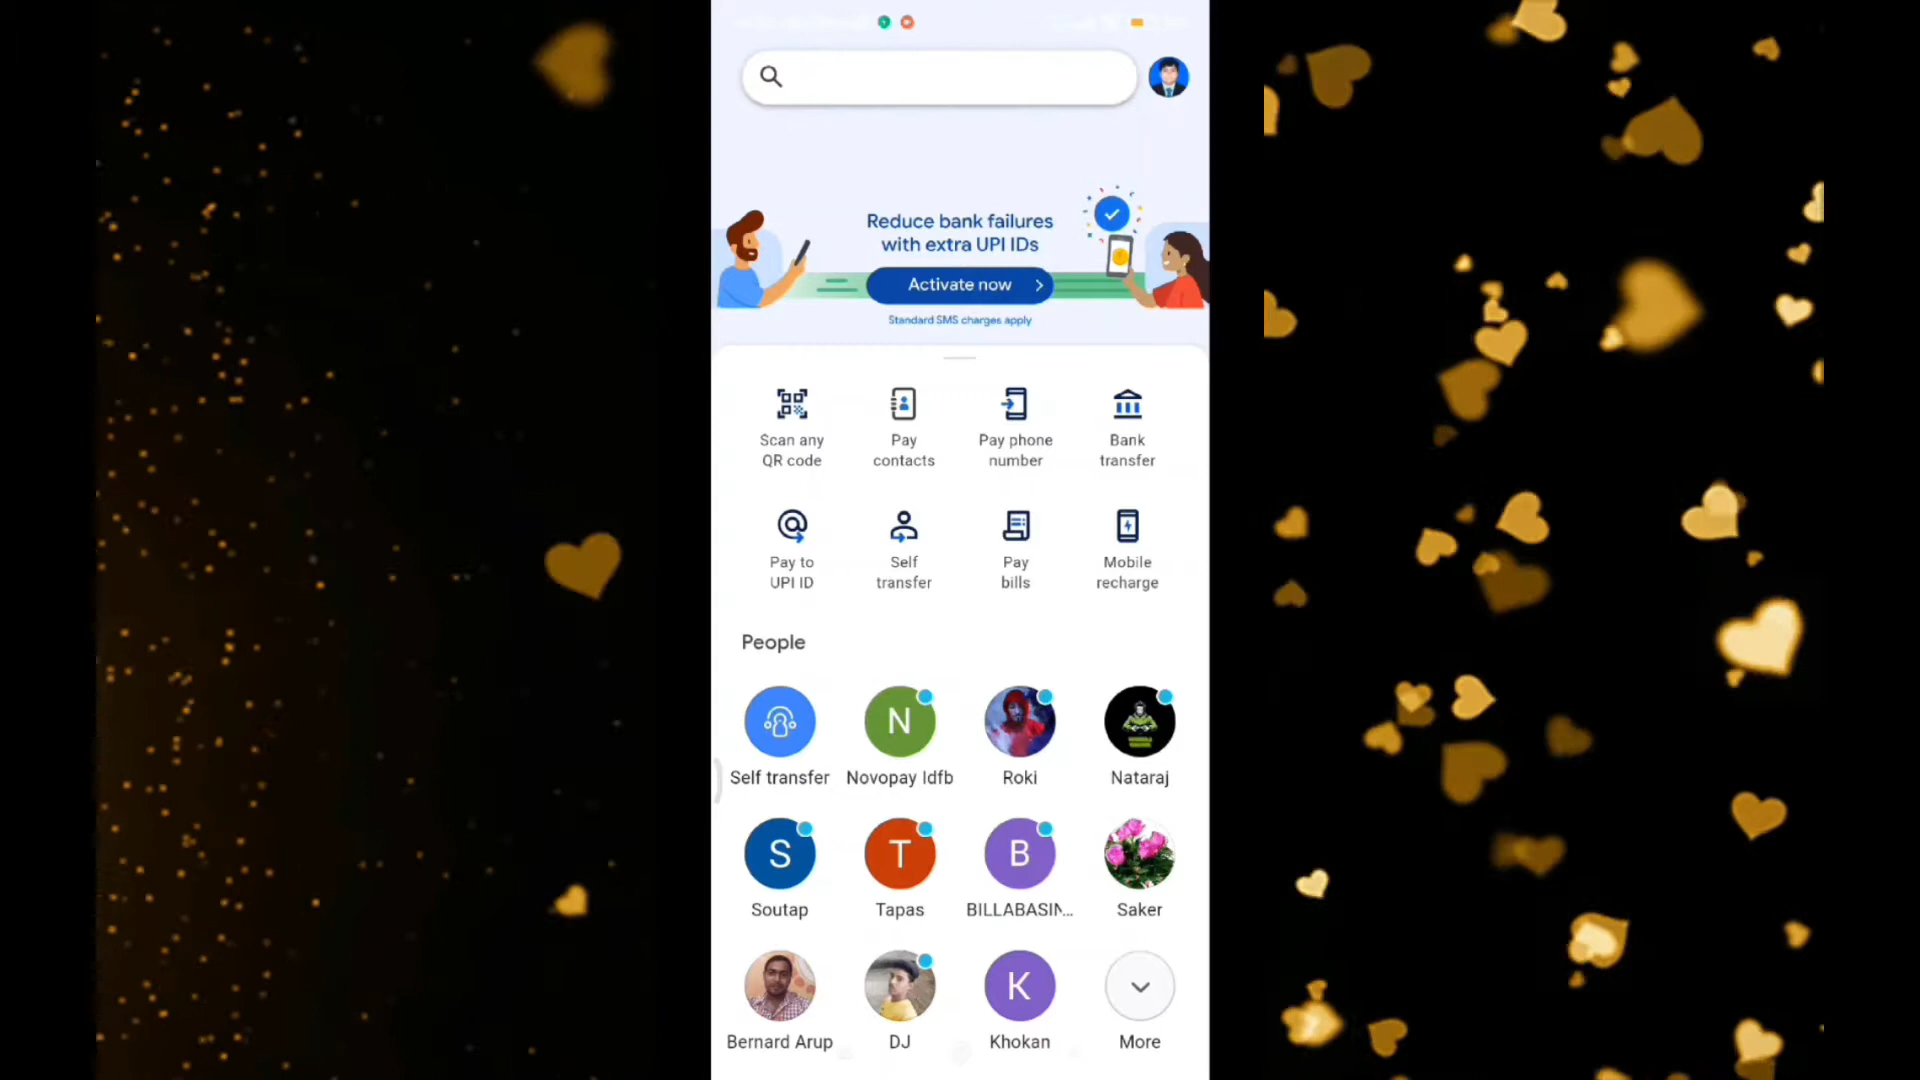 Reduce bank failures
with extra UPI IDs
Activate now
Standard SMS charges apply
Scan any
QR code
Pay
contacts
Pay phone
number
Bank
transfer
Pay to
UPI ID
Self
transfer
Pay
bills
Mobile
recharge
People
N
Self transfer
Novopay Idfb
Roki
Nataraj
S
T
B
Soutap
Tapas
BILLABASIN...
Saker
K
Bernard Arup
DJ
Khokan
More